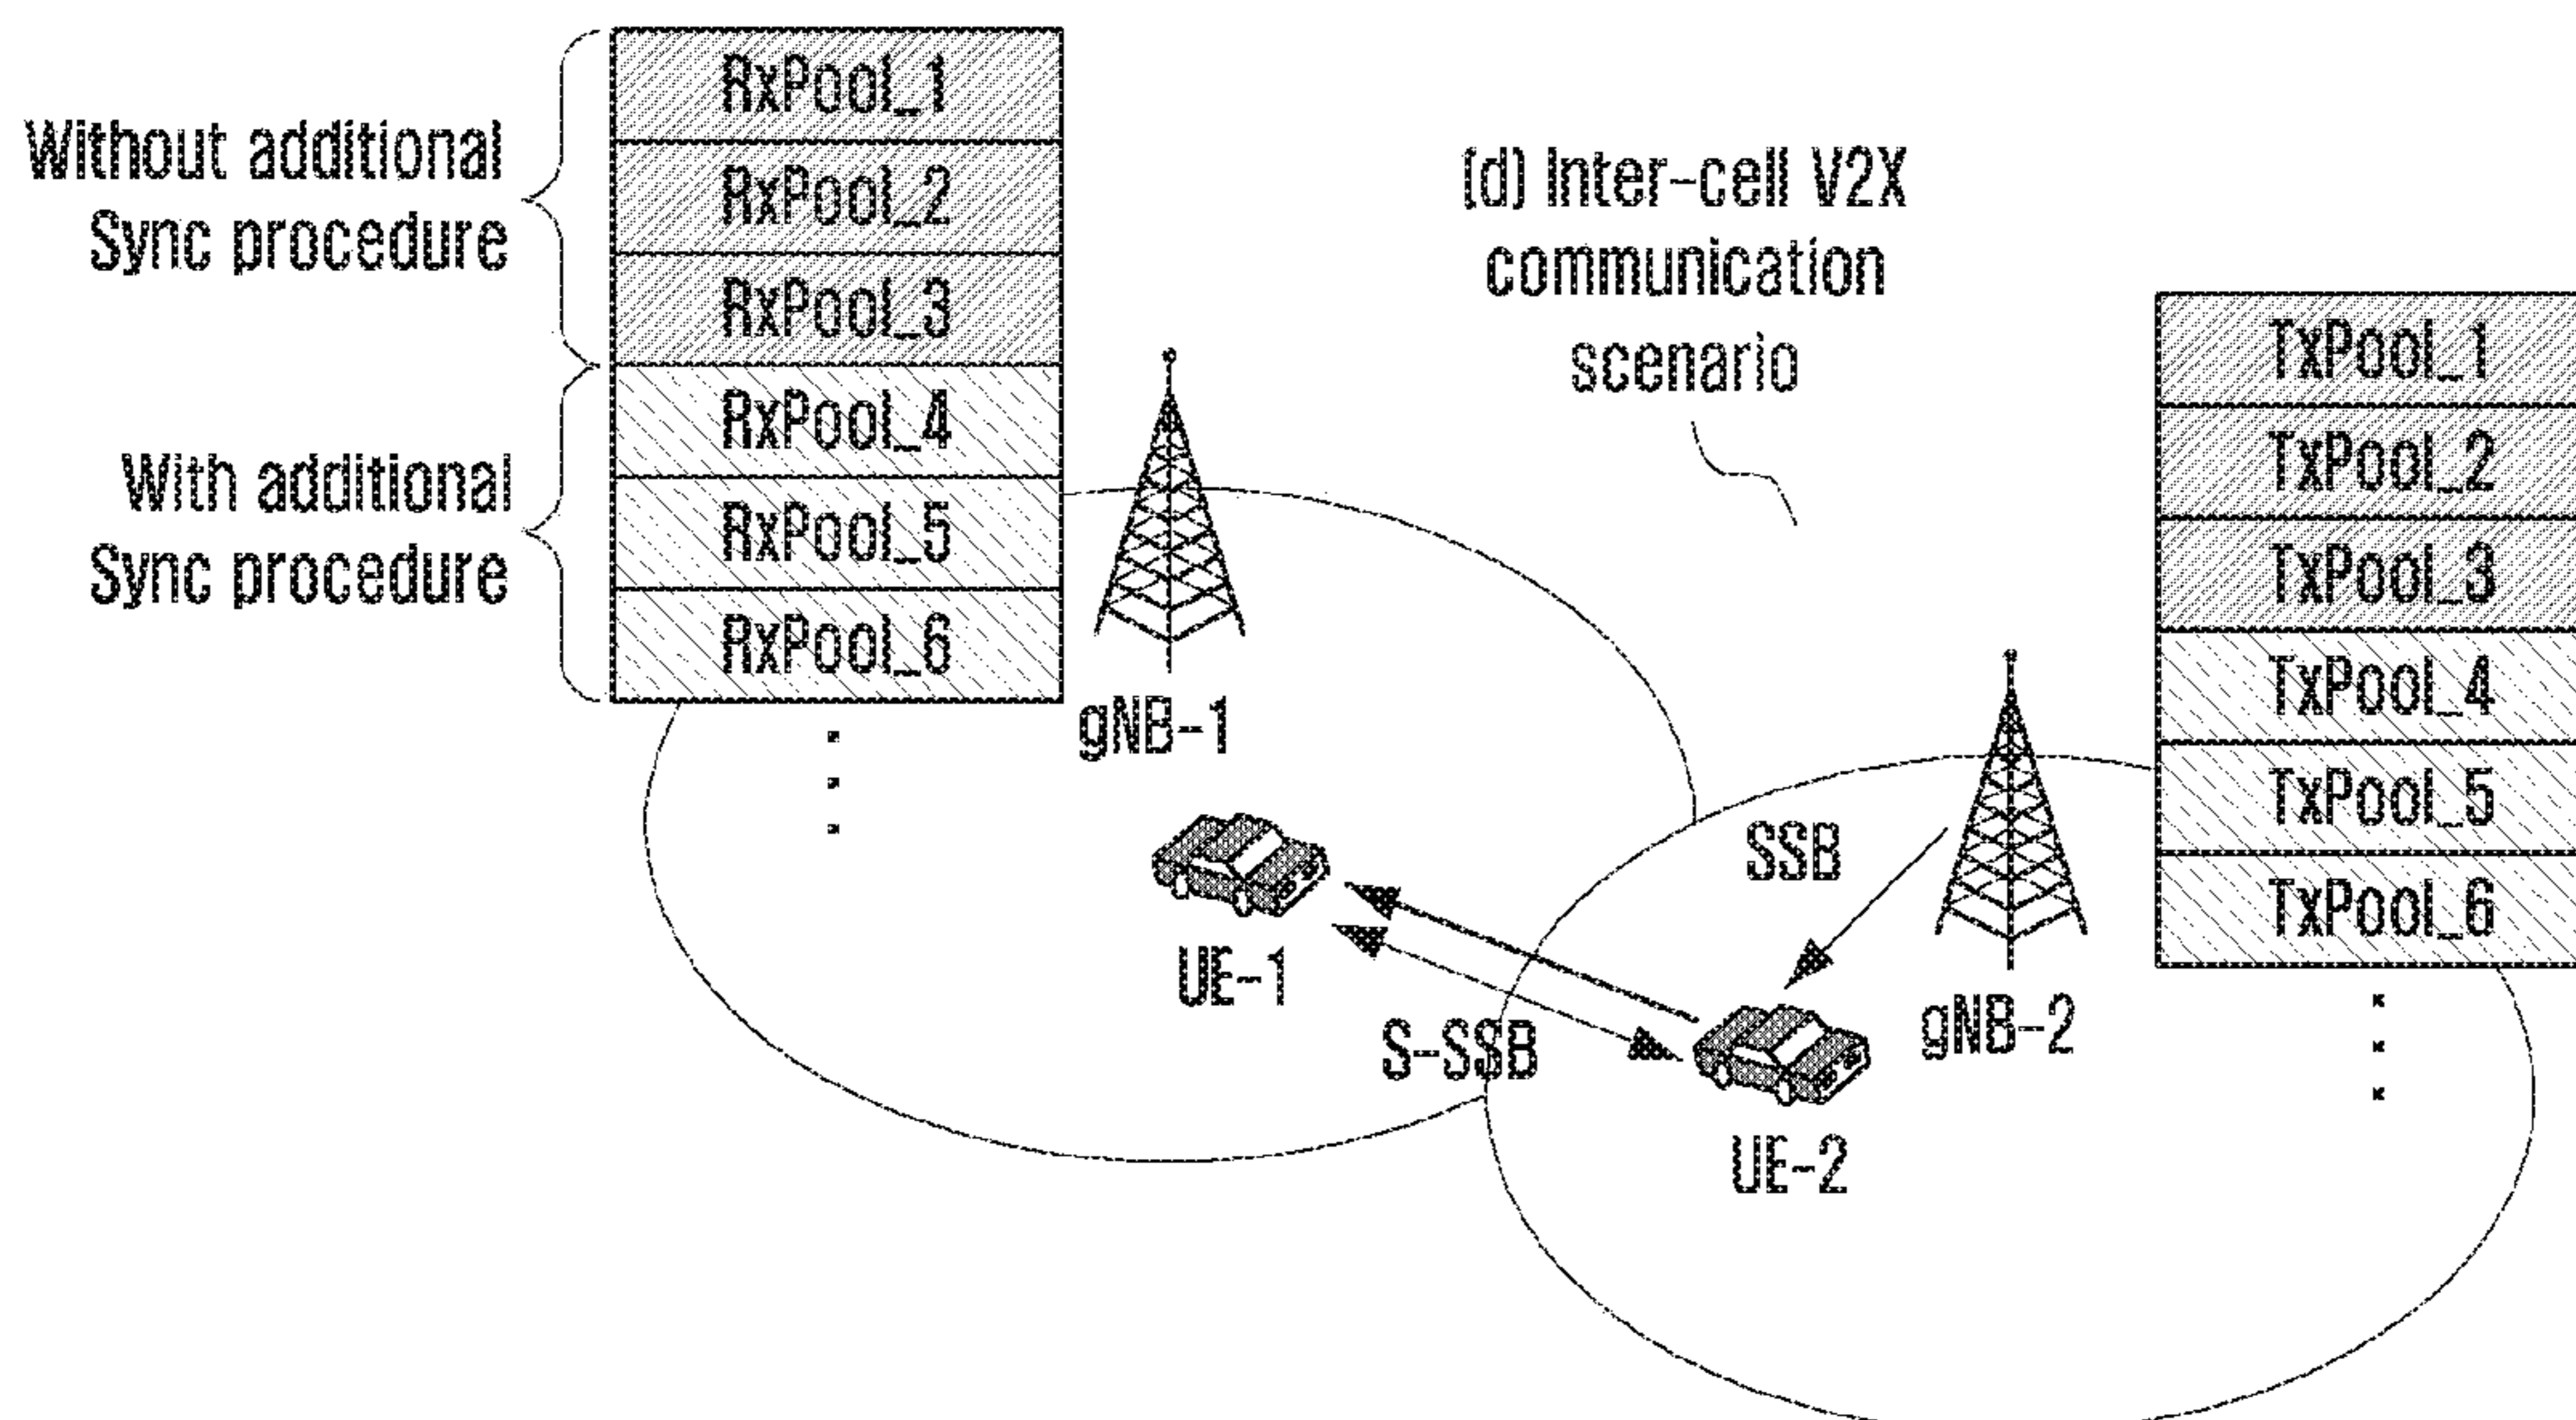 RxPool_1
RxPool_2
RxPool_3
RxPool_4
RxPool_5
RxPool_6
Without additional
Sync procedure
With additional
Sync procedure
(d) Inter-cell V2X
communication
scenario
TxPool_1
TxPool_2
TxPool_3
TxPool_4
TxPool_5
TxPool_6
gNB-1
SSB
UE-1
S-SSB
gNB-2
UE-2